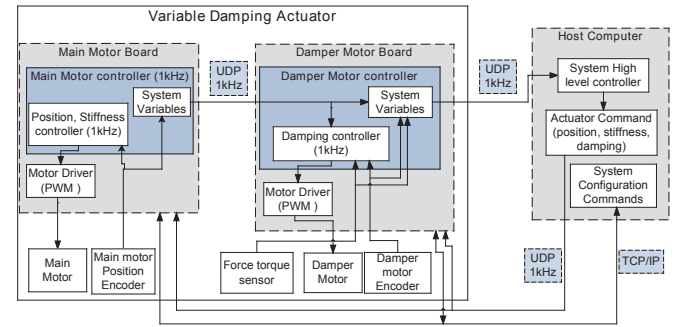 Variable Damping Actuator
Main Motor Board
Main Motor controller (1kHz)
Position, Stiffness
controller (1kHz)
System
Variables
Motor Driver
(PWM )
Main
Motor
Main motor
Position
Encoder
UDP
1kHz
Damper Motor Board
Damper Motor controller
System
Variables
Damping controller
(1kHz)
Motor Driver
(PWM )
Force torque
sensor
Damper
Motor
Damper
motor
Encoder
UDP
1kHz
Host Computer
System High
level controller
Actuator Command
(position, stiffness,
damping)
System
Configuration
Commands
UDP
1kHz
TCP/IP